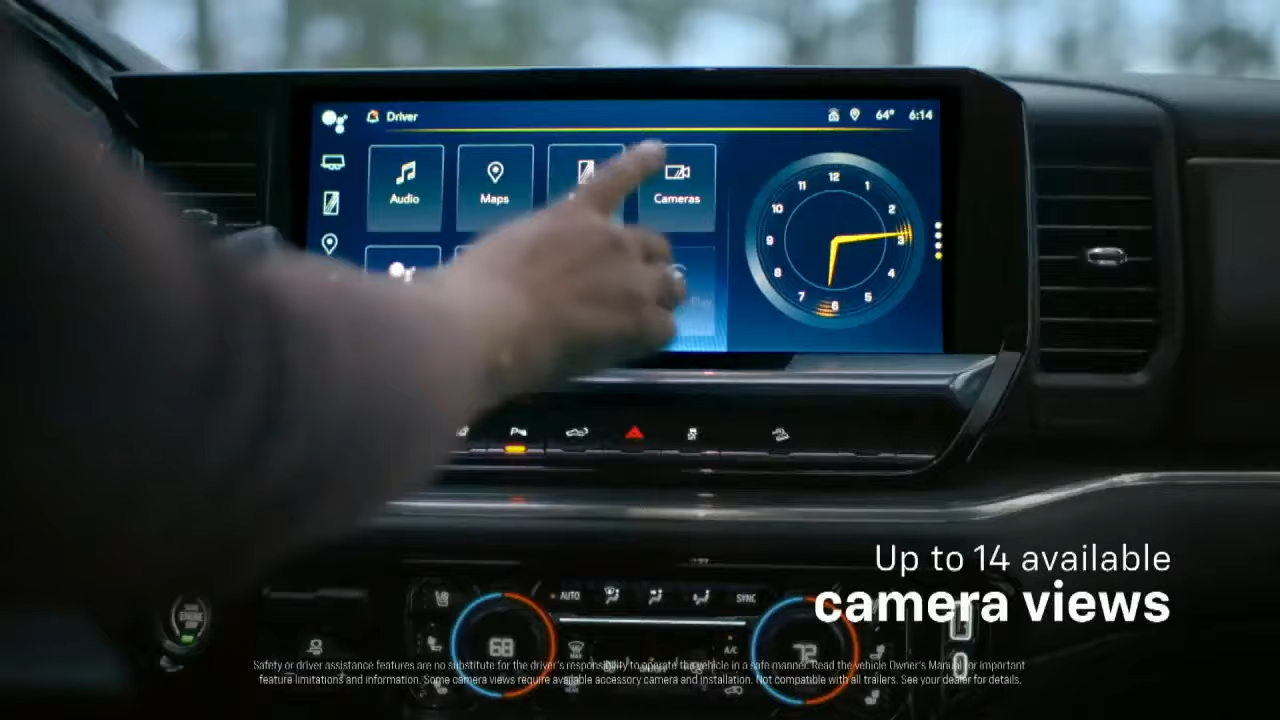 Driver
64° 6:14
Audio
Maps
Cameras
12
11 1
10 2
9 3
8 4
7 5
6
Play
Up to 14 available
camera views
AUTO SYNC
68
72
A/C
MAX
Safety or driver assistance features are no substitute for the driver's responsibility to operate the vehicle in a safe manner. Read the vehicle Owner's Manual for important
feature limitations and information. Some camera views require available accessory camera and installation. Not compatible with all trailers. See your dealer for details.